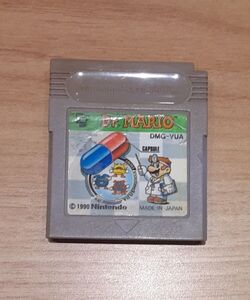 Dr. MARIO
DMG-VUA
CAPSULE
© 1990 Nintendo
MADE IN JAPAN